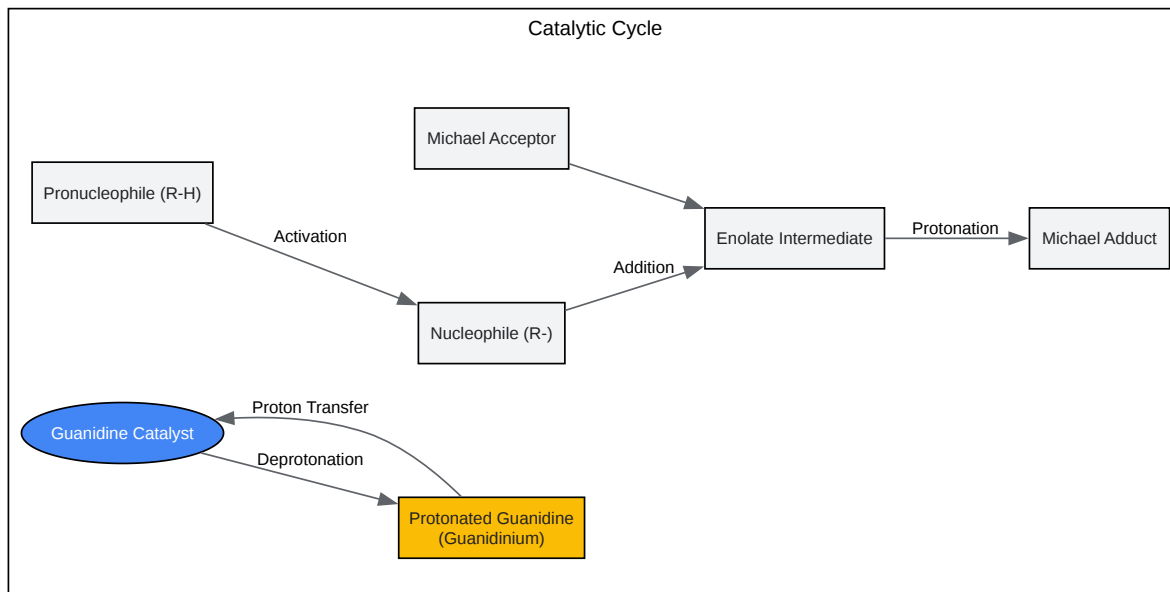 Catalytic Cycle
Michael Acceptor
Pronucleophile (R-H)
Activation
Enolate Intermediate
Protonation
Michael Adduct
Addition
Nucleophile (R-)
Proton Transfer
Guanidine Catalyst
Deprotonation
Protonated Guanidine
(Guanidinium)